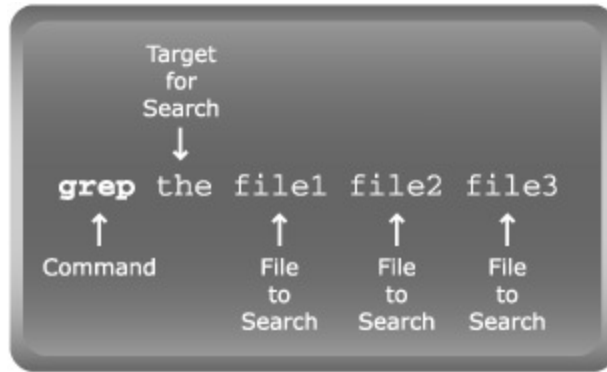 Target
for
Search
grep the file1 file2 file3
Command
File
to
Search
File
to
Search
File
to
Search